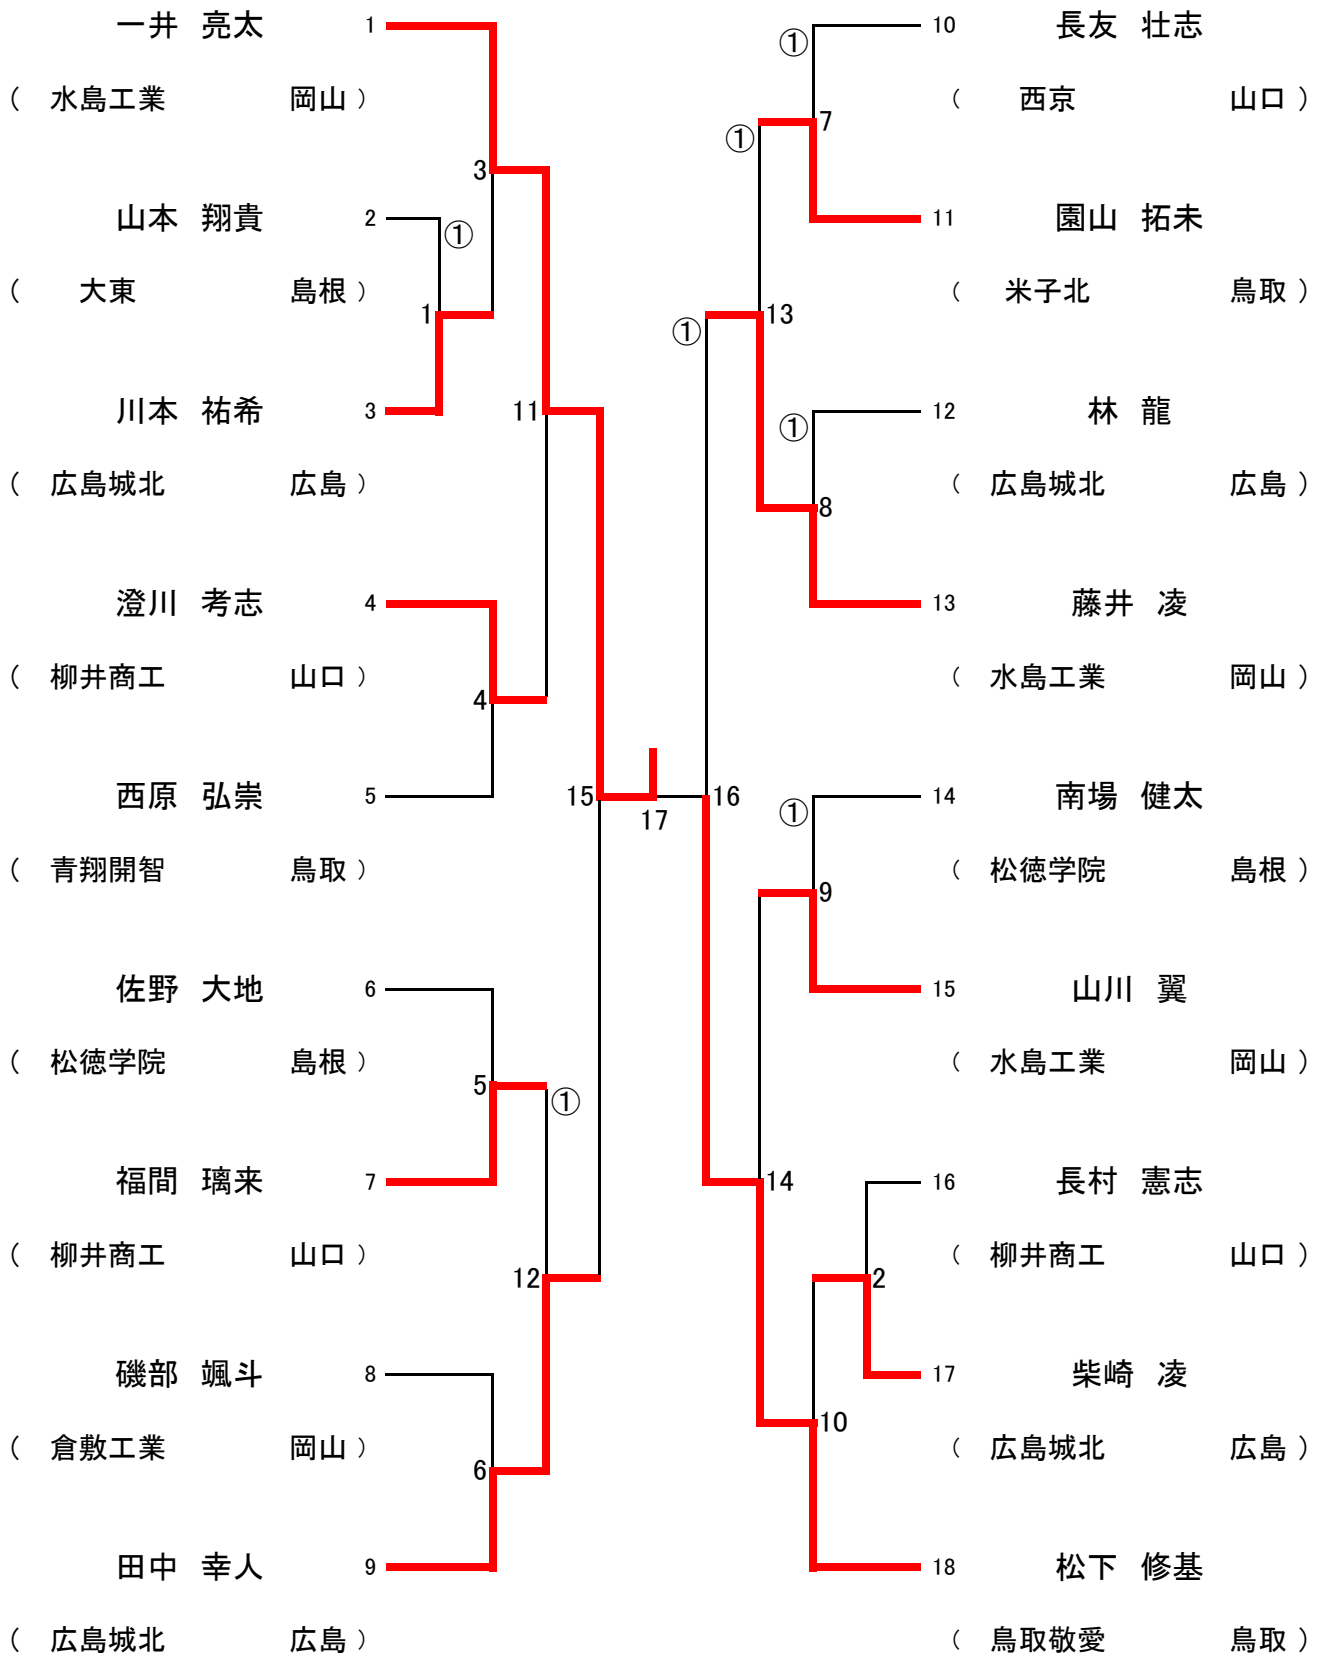 一井 亮太 1
( 水島工業 岡山 )
山本 翔貴 2
( 大東 島根 )
川本 祐希 3
( 広島城北 広島 )
澄川 考志 4
( 柳井商工 山口 )
西原 弘崇 5
( 青翔開智 鳥取 )
佐野 大地 6
( 松徳学院 島根 )
福間 璃来 7
( 柳井商工 山口 )
磯部 颯斗 8
( 倉敷工業 岡山 )
田中 幸人 9
( 広島城北 広島 )
①
1
3
4
5
①
6
11
12
15
17
16
①
13
①
14
①
7
①
8
①
9
2
10
10 長友 壮志
( 西京 山口 )
11 園山 拓未
( 米子北 鳥取 )
12 林 龍
( 広島城北 広島 )
13 藤井 凌
( 水島工業 岡山 )
14 南場 健太
( 松徳学院 島根 )
15 山川 翼
( 水島工業 岡山 )
16 長村 憲志
( 柳井商工 山口 )
17 柴崎 凌
( 広島城北 広島 )
18 松下 修基
( 鳥取敬愛 鳥取 )